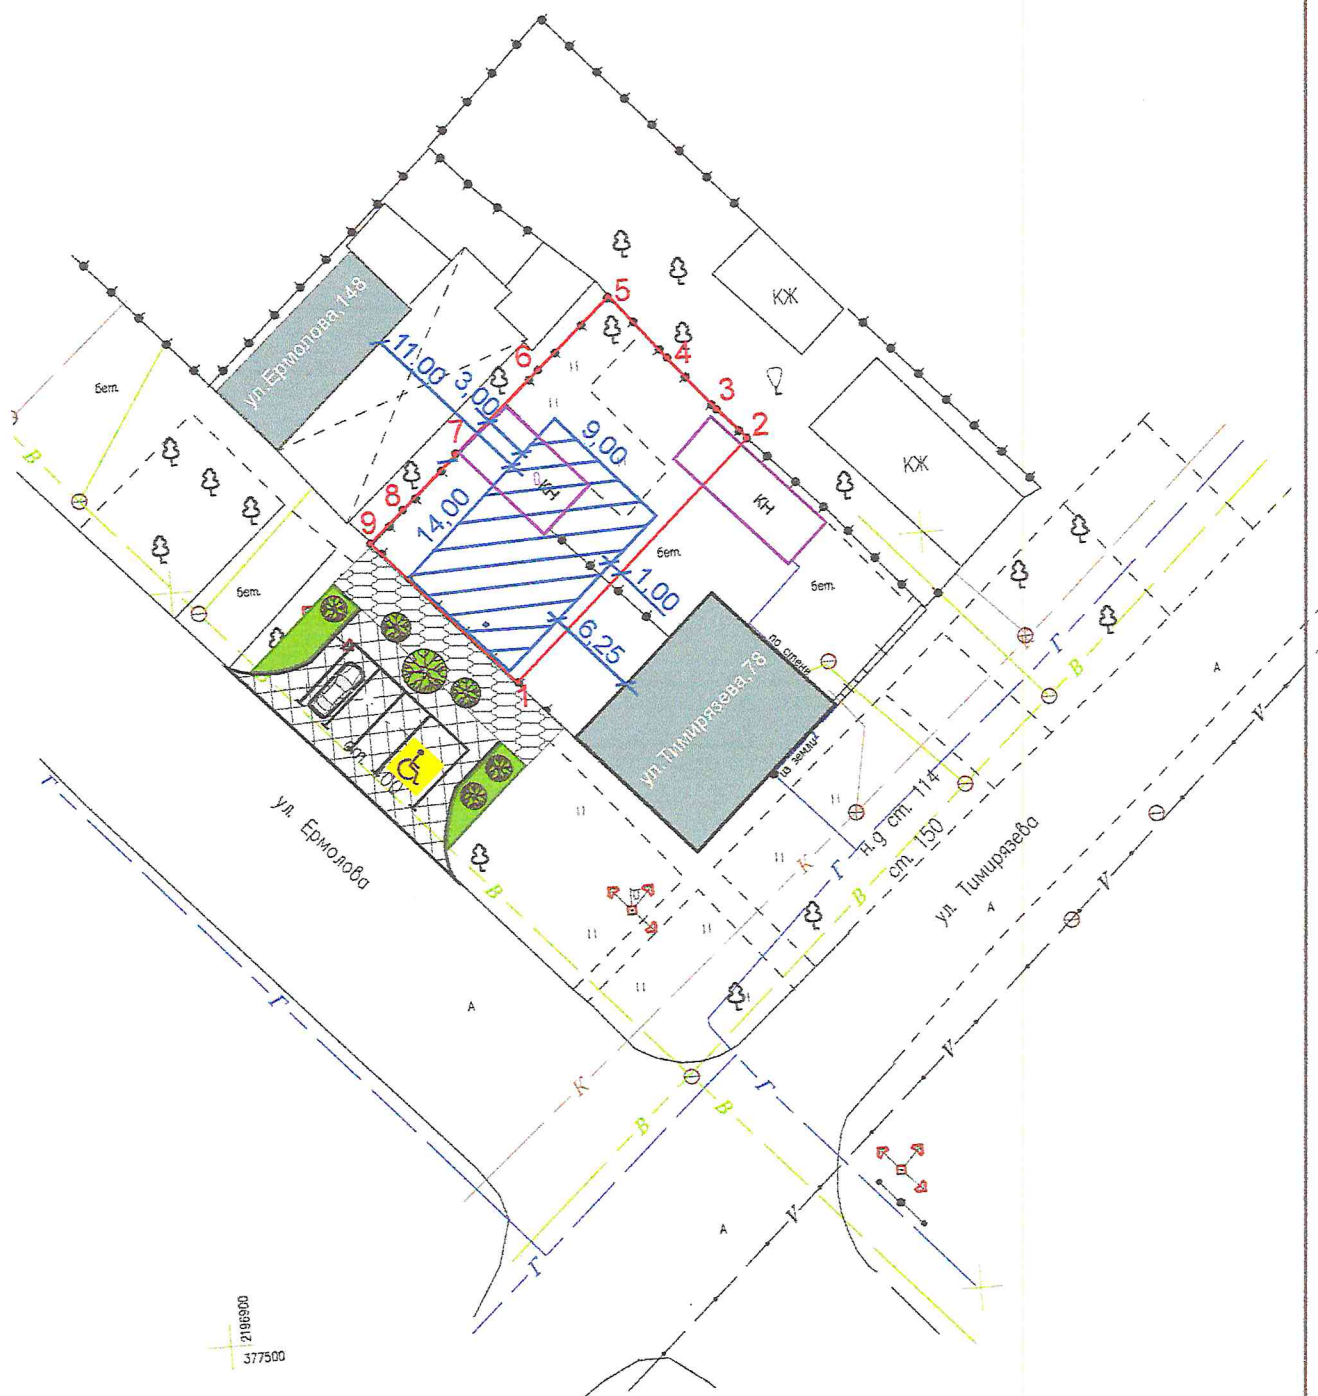 5
КЖ
ул. Ермолова, 148
4
11,00
6
3
бет.
3,00
2
9,00
7
КЖ
В
14,00
8
КН
КН
9
бет.
1,00
бет.
бет.
Г
В
6,25
по стене
А
1
ул. Тимирязева, 78
V
из земли
Г
ул. Ермолова
н.д. ст. 114
К
Г
ст. 150
ул. Тимирязева
V
В
В
А
Г
А
V
К
Г
В
В
V
А
Г
2196900
377500